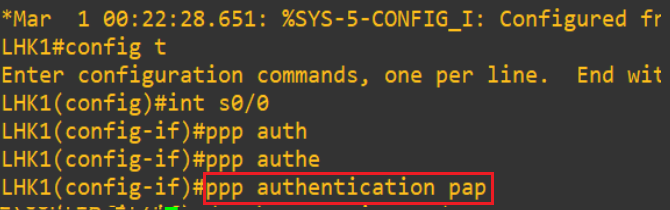 *Mar  1 00:22:28.651: %SYS-5-CONFIG_I: Configured fr
LHK1#config t
Enter configuration commands, one per line.  End wit
LHK1(config)#int s0/0
LHK1(config-if)#ppp auth
LHK1(config-if)#ppp authe
LHK1(config-if)#ppp authentication pap